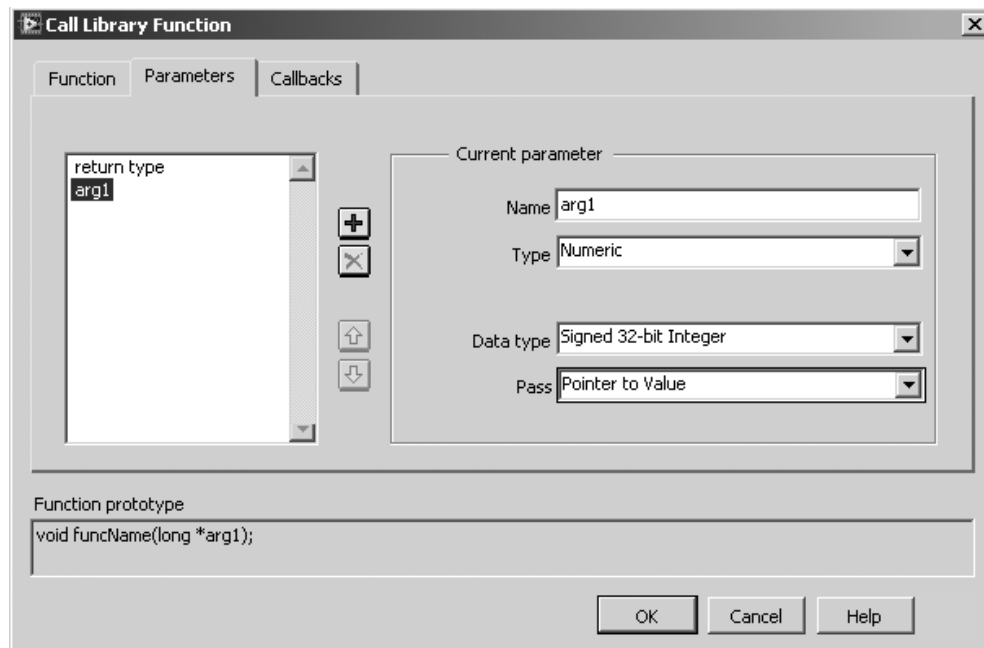 Call Library Function
Function Parameters Callbacks
return type
arg1
Current parameter
Name arg1
Type Numeric
Data type Signed 32-bit Integer
Pass Pointer to Value
Function prototype
void funcName(long *arg1);
OK Cancel Help